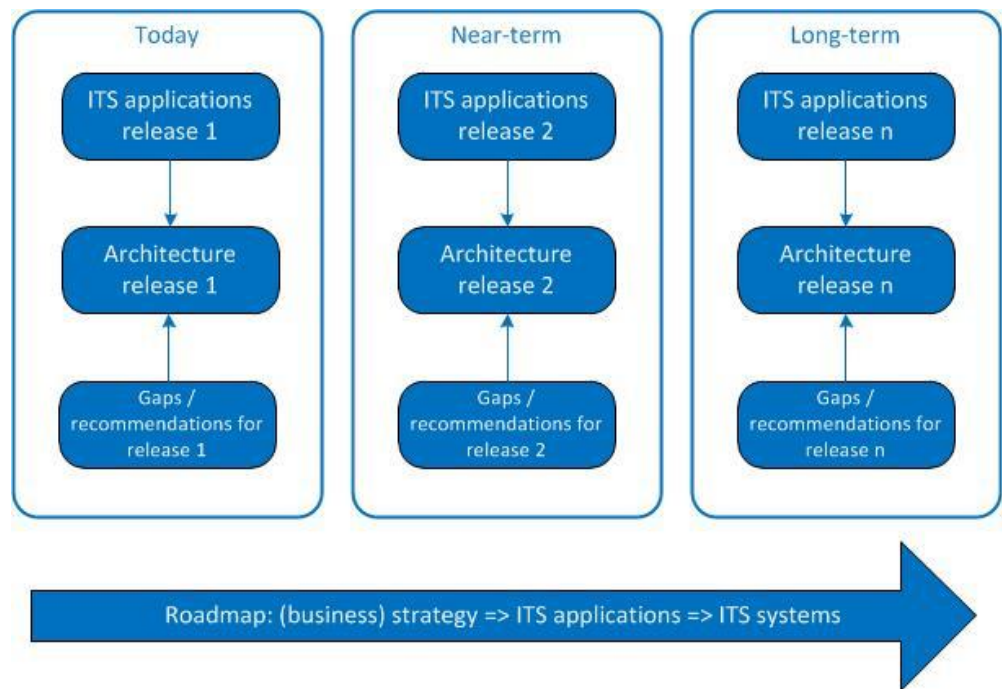 Today
ITS applications
release 1
Architecture
release 1
Gaps /
recommendations for
release 1
Near-term
ITS applications
release 2
Architecture
release 2
Gaps /
recommendations for
release 2
Long-term
ITS applications
release n
Architecture
release n
Gaps /
recommendations for
release n
Roadmap: (business) strategy => ITS applications => ITS systems